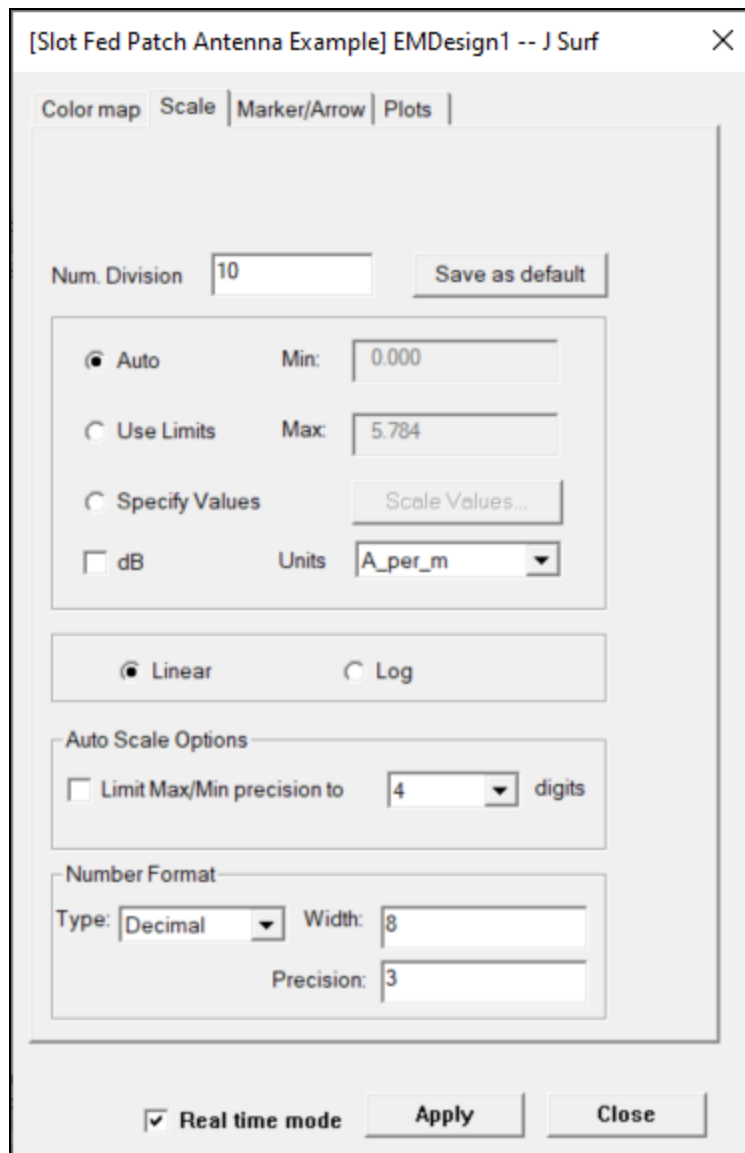 [Slot Fed Patch Antenna Example] EMDesign1 -- J Surf
Color map Scale Marker/Arrow Plots
Num. Division 10 Save as default
Auto Min: 0.000
Use Limits Max: 5.784
Specify Values Scale Values...
dB Units A_per_m
Linear Log
Auto Scale Options
Limit Max/Min precision to 4 digits
Number Format
Type: Decimal Width: 8
Precision: 3
Real time mode Apply Close